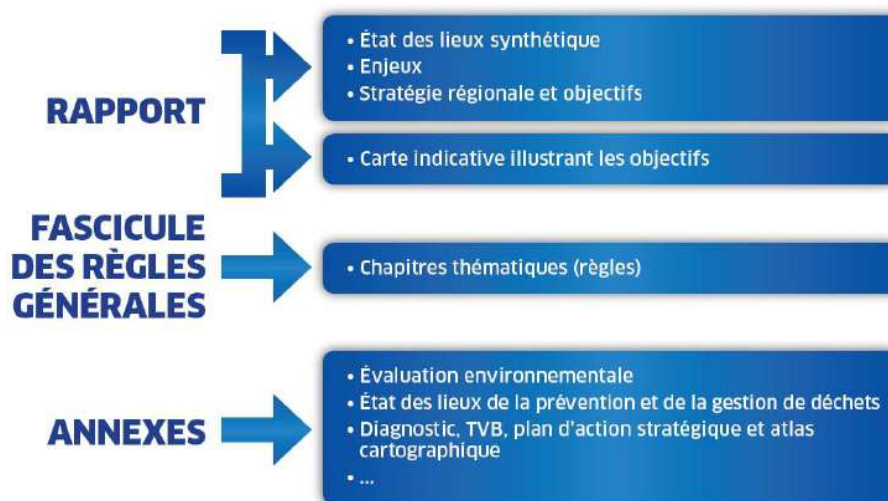 RAPPORT
• État des lieux synthétique
• Enjeux
• Stratégie régionale et objectifs
• Carte indicative illustrant les objectifs
FASCICULE
DES RÈGLES
GÉNÉRALES
• Chapitres thématiques (règles)
ANNEXES
• Évaluation environnementale
• État des lieux de la prévention et de la gestion de déchets
• Diagnostic, TVB, plan d'action stratégique et atlas
cartographique
• ...